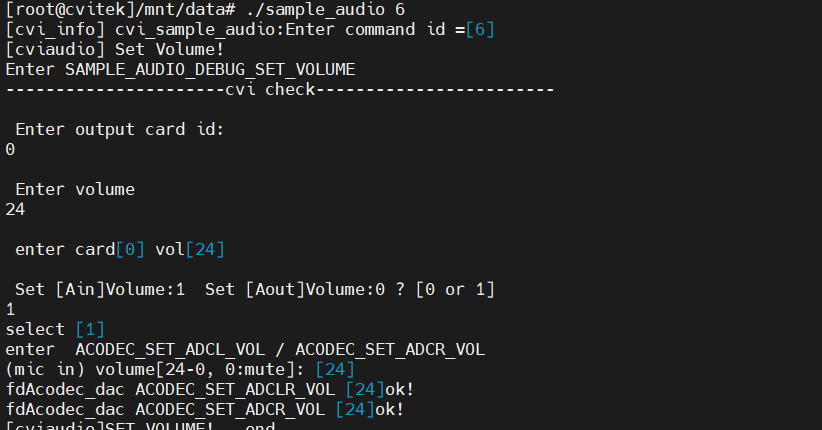 [root@cvitek]/mnt/data# ./sample_audio 6
[cvi_info] cvi_sample_audio:Enter command id =[6]
[cviaudio] Set Volume!
Enter SAMPLE_AUDIO_DEBUG_SET_VOLUME
----------------------cvi check------------------------
Enter output card id:
0
Enter volume
24
enter card[0] vol[24]
Set [Ain]Volume:1  Set [Aout]Volume:0 ? [0 or 1]
1
select [1]
enter  ACODEC_SET_ADCL_VOL / ACODEC_SET_ADCR_VOL
(mic in) volume[24-0, 0:mute]: [24]
fdAcodec_dac ACODEC_SET_ADCLR_VOL [24]ok!
fdAcodec_dac ACODEC_SET_ADCR_VOL [24]ok!
[cviaudio]SET VOLUME!...end